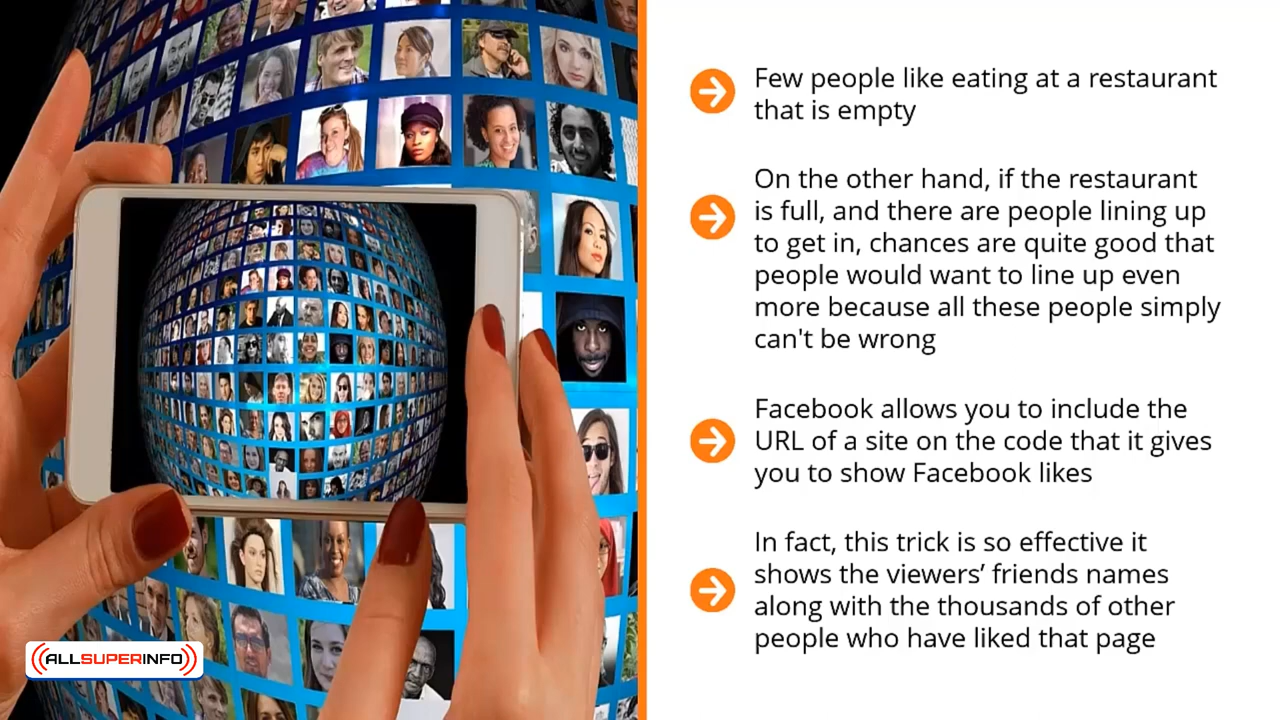 Few people like eating at a restaurant
that is empty
On the other hand, if the restaurant
is full, and there are people lining up
to get in, chances are quite good that
people would want to line up even
more because all these people simply
can't be wrong
Facebook allows you to include the
URL of a site on the code that it gives
you to show Facebook likes
In fact, this trick is so effective it
shows the viewers’ friends names
along with the thousands of other
people who have liked that page
ALLSUPERINFO